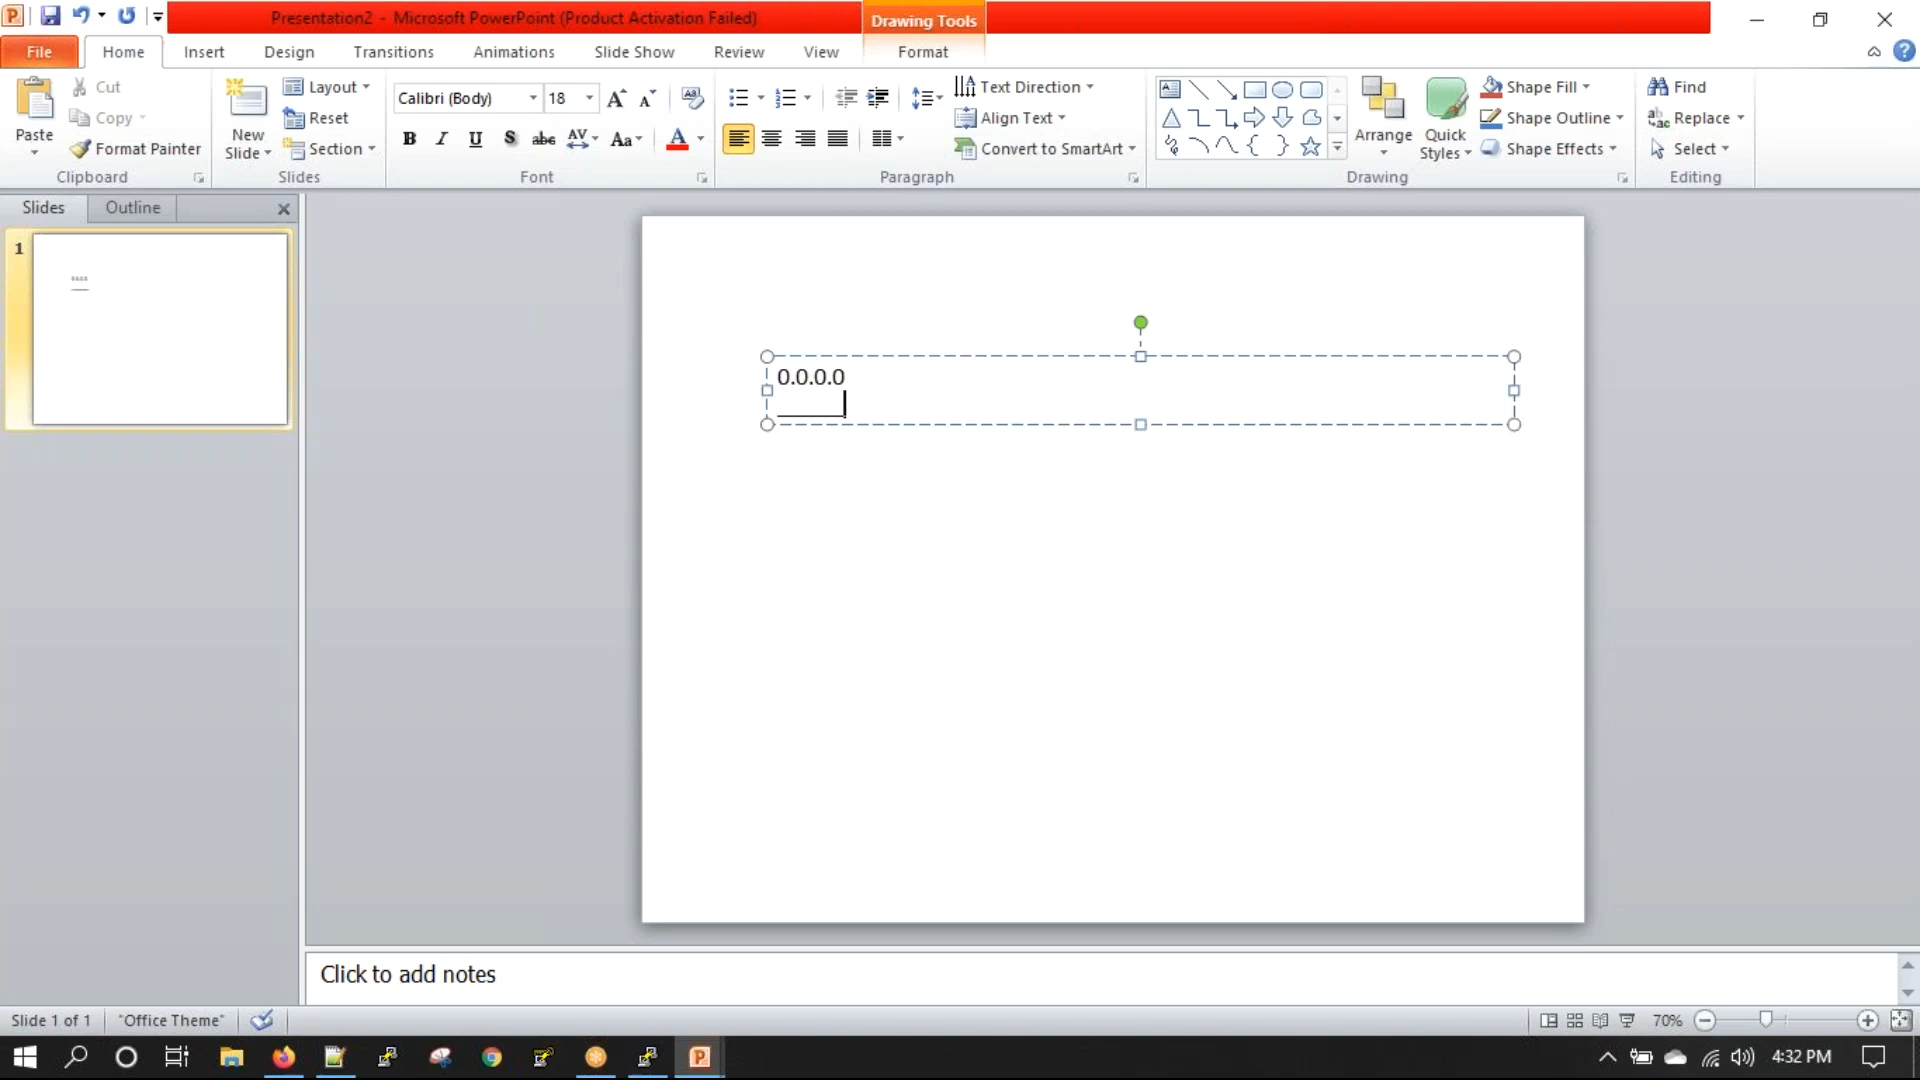 Presentation2 - Microsoft PowerPoint (Product Activation Failed)
Drawing Tools
File
Home
Insert
Design
Transitions
Animations
Slide Show
Review
View
Format
Paste
Cut
Copy
Format Painter
Clipboard
New
Slide
Layout
Reset
Section
Slides
Calibri (Body)
18
B I U S abc AV Aa A
Font
Text Direction
Align Text
Convert to SmartArt
Paragraph
Arrange
Quick
Styles
Shape Fill
Shape Outline
Shape Effects
Drawing
Find
Replace
Select
Editing
Slides
Outline
1
0.0.0.0
_______
Click to add notes
Slide 1 of 1
"Office Theme"
70%
4:32 PM